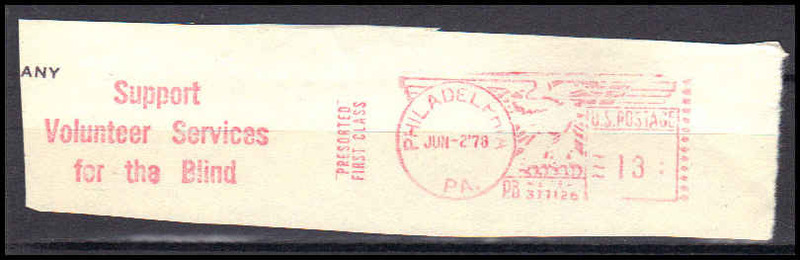 ANY
Support
Volunteer Services
for the Blind
PRESORTED
FIRST CLASS
PHILADELPHIA
JUN-2'78
PA.
U.S. POSTAGE
13
PB
377126